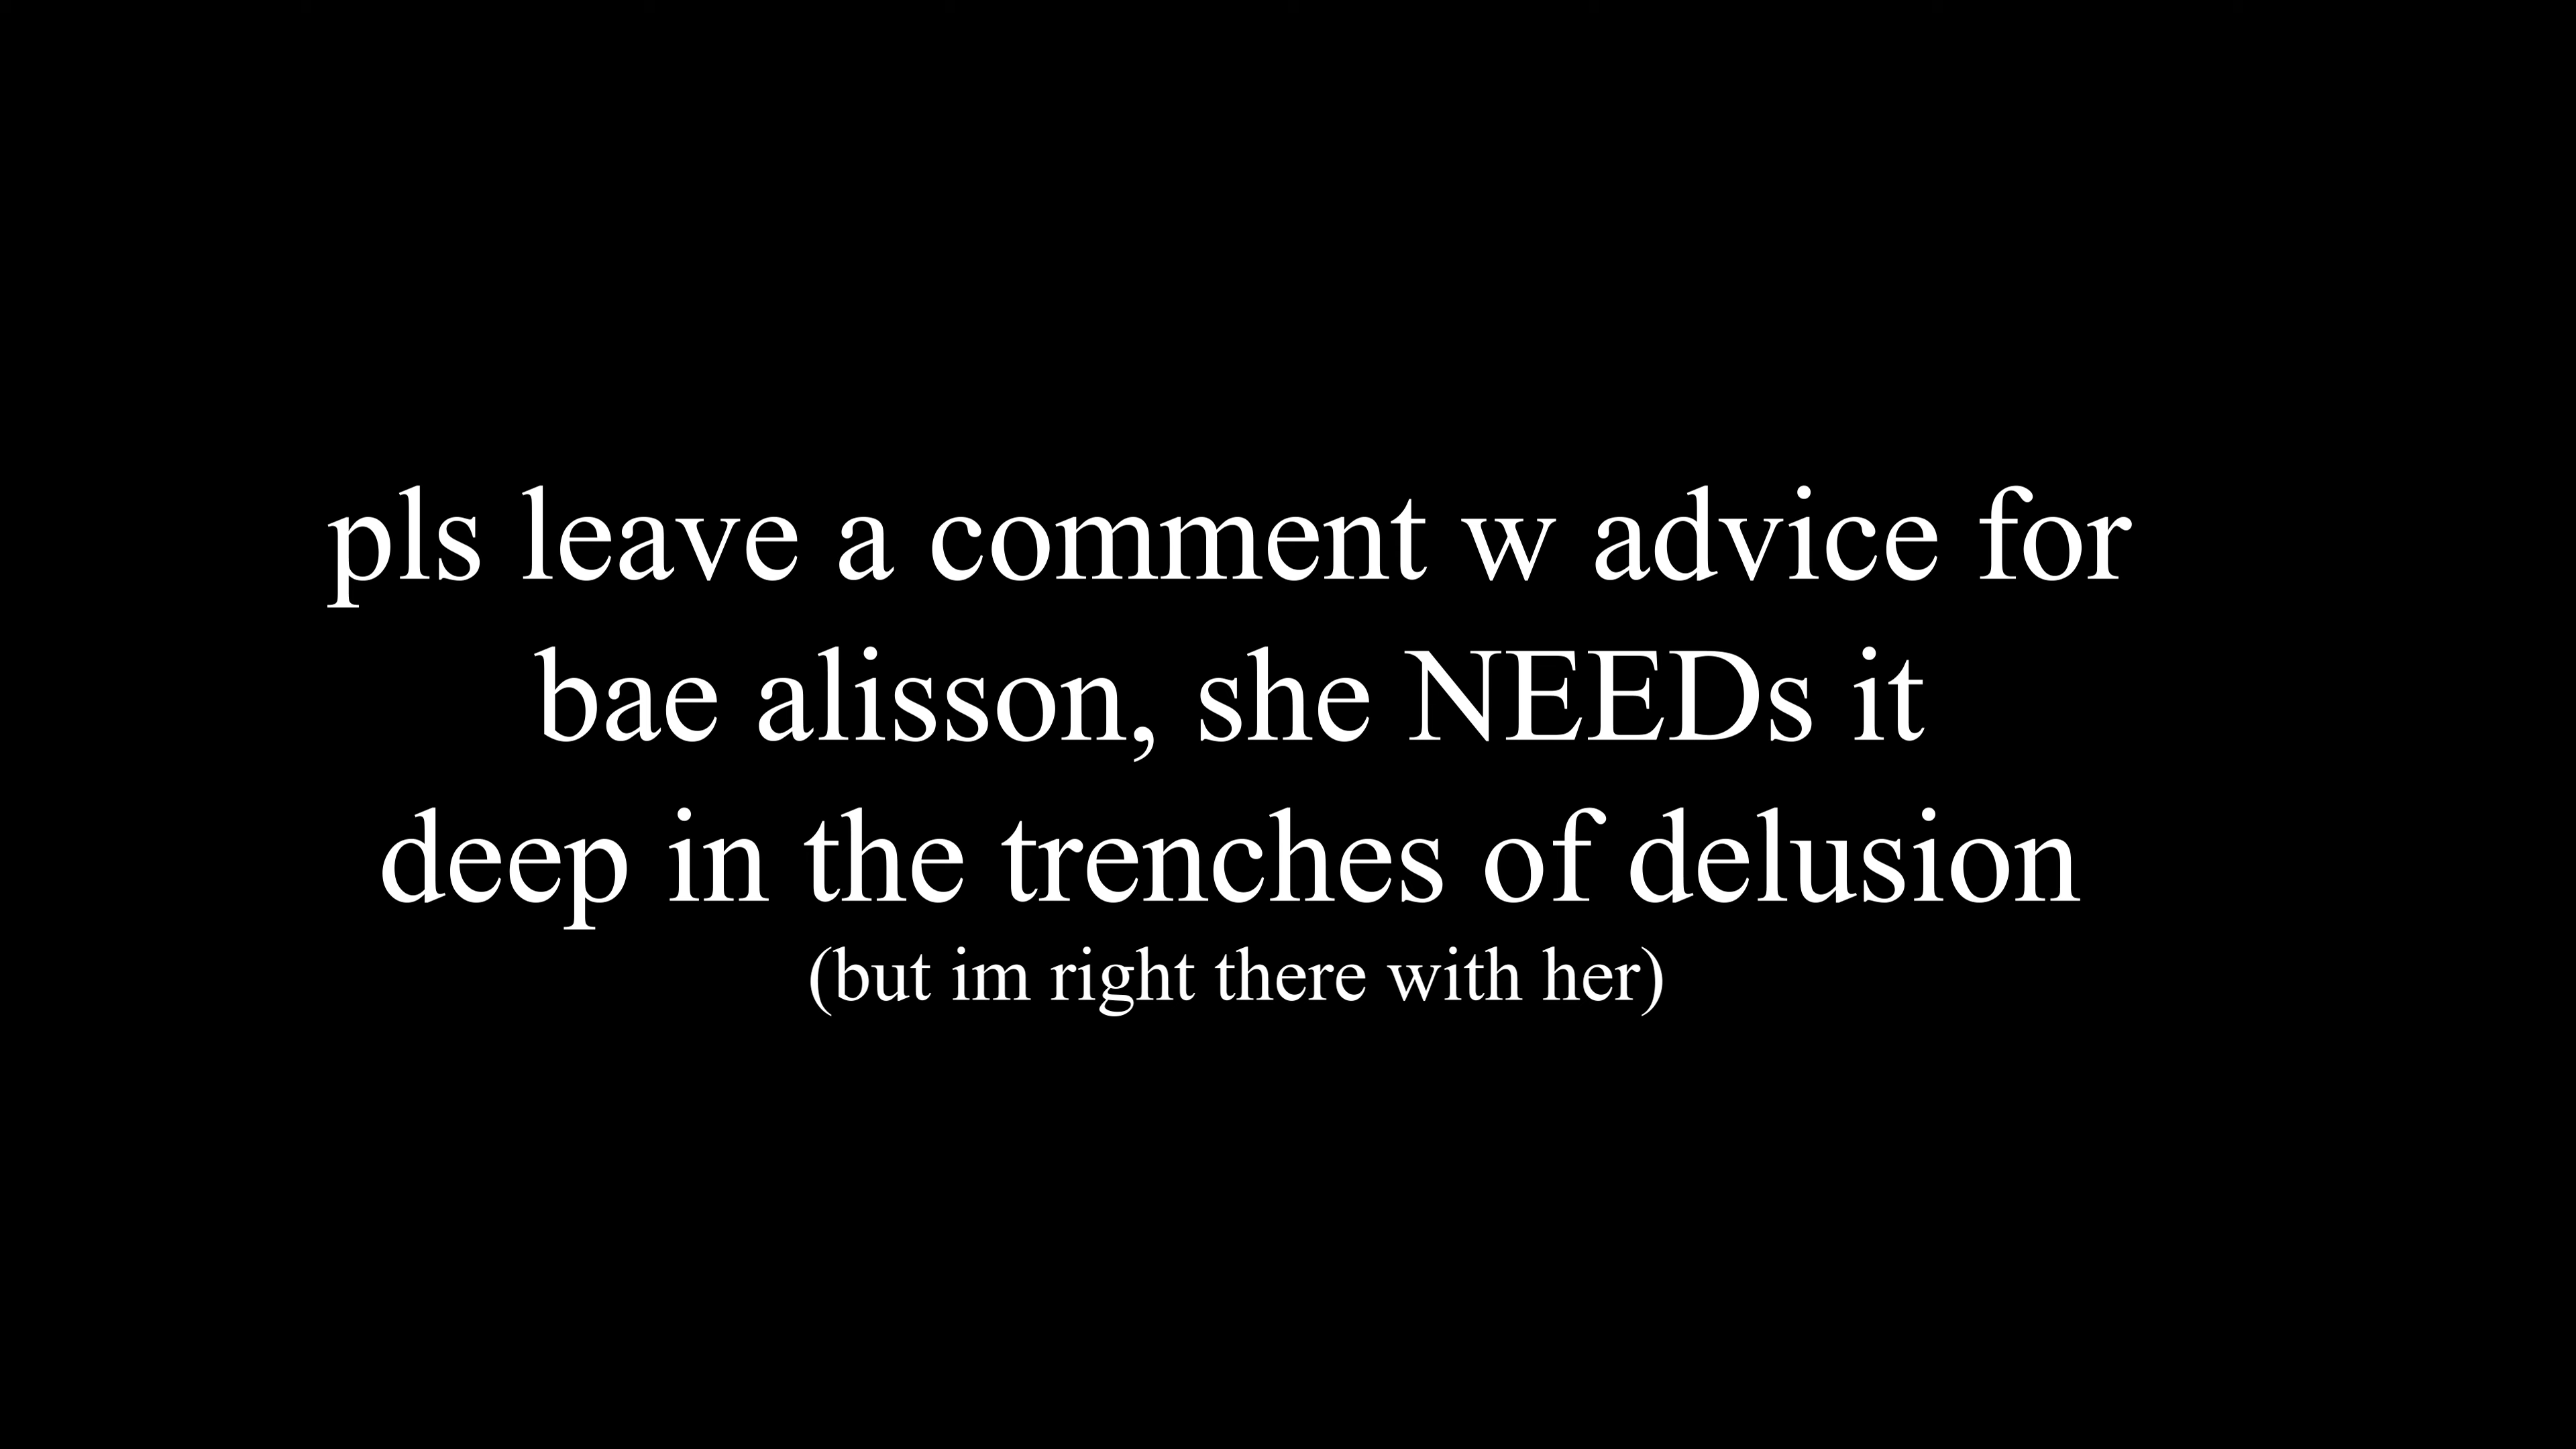 pls leave a comment w advice for
bae alisson, she NEEDs it
deep in the trenches of delusion
(but im right there with her)